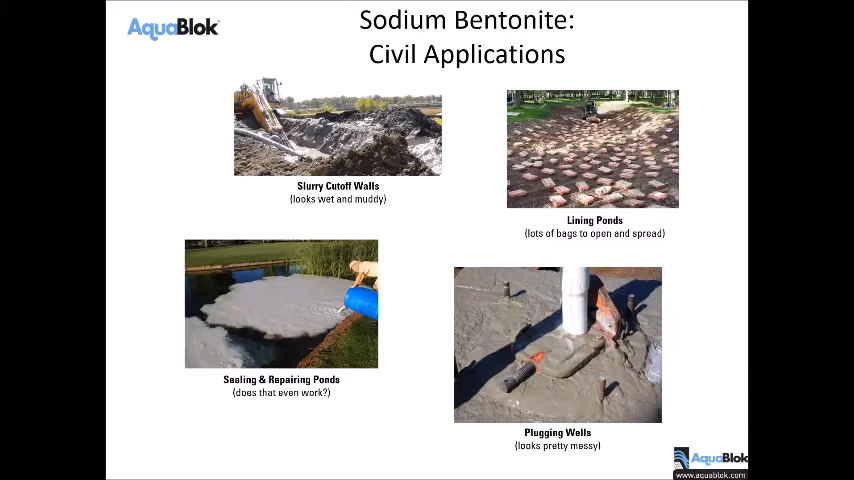 AquaBlok
Sodium Bentonite:
Civil Applications
Slurry Cutoff Walls
(looks wet and muddy)
Lining Ponds
(lots of bags to open and spread)
Sealing & Repairing Ponds
(does that even work?)
Plugging Wells
(looks pretty messy)
AquaBlok
www.aquablok.com